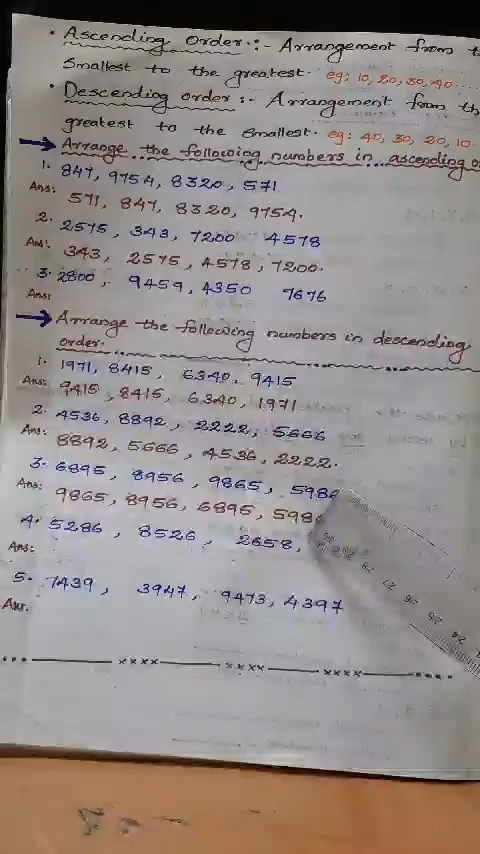 • Ascending Order :- Arrangement from
Smallest to the greatest. eg: 10, 20, 30, 40....
• Descending order :- Arrangement from
greatest to the smallest. eg: 40, 30, 20, 10.
→ Arrange the following numbers in ascending
1. 847, 9754, 8320, 571
Ans: 571, 847, 8320, 9754.
2. 2575, 343, 7200 4578
Ans: 343, 2575, 4578, 7200.
3. 2800, 9459, 4350 7676
Ans:
→ Arrange the following numbers in descending
order.
1. 1971, 8415, 6340, 9415
Ans: 9415, 8415, 6340, 1971
2. 4536, 8892, 2222, 5666
Ans: 8892, 5666, 4536, 2222.
3. 6895, 8956, 9865, 5986
Ans: 9865, 8956, 6895, 598
4. 5286, 8526, 2658,
Ans:
5. 7439, 3947, 9473, 4397
Ans.